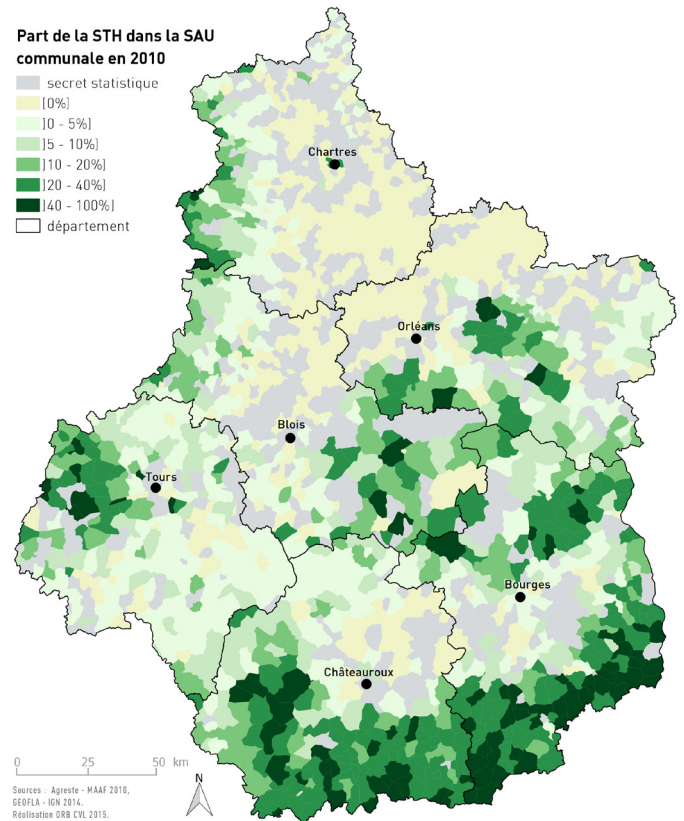 Part de la STH dans la SAU
communale en 2010
secret statistique
[0%]
]0 - 5%]
]5 - 10%]
]10 - 20%]
]20 - 40%]
]40 - 100%]
département
Chartres
Orléans
Blois
Tours
Bourges
Châteauroux
0 25 50 km
N
Sources : Agreste - MAAF 2010,
GEOFLA - IGN 2014.
Réalisation ORB CVL 2015.